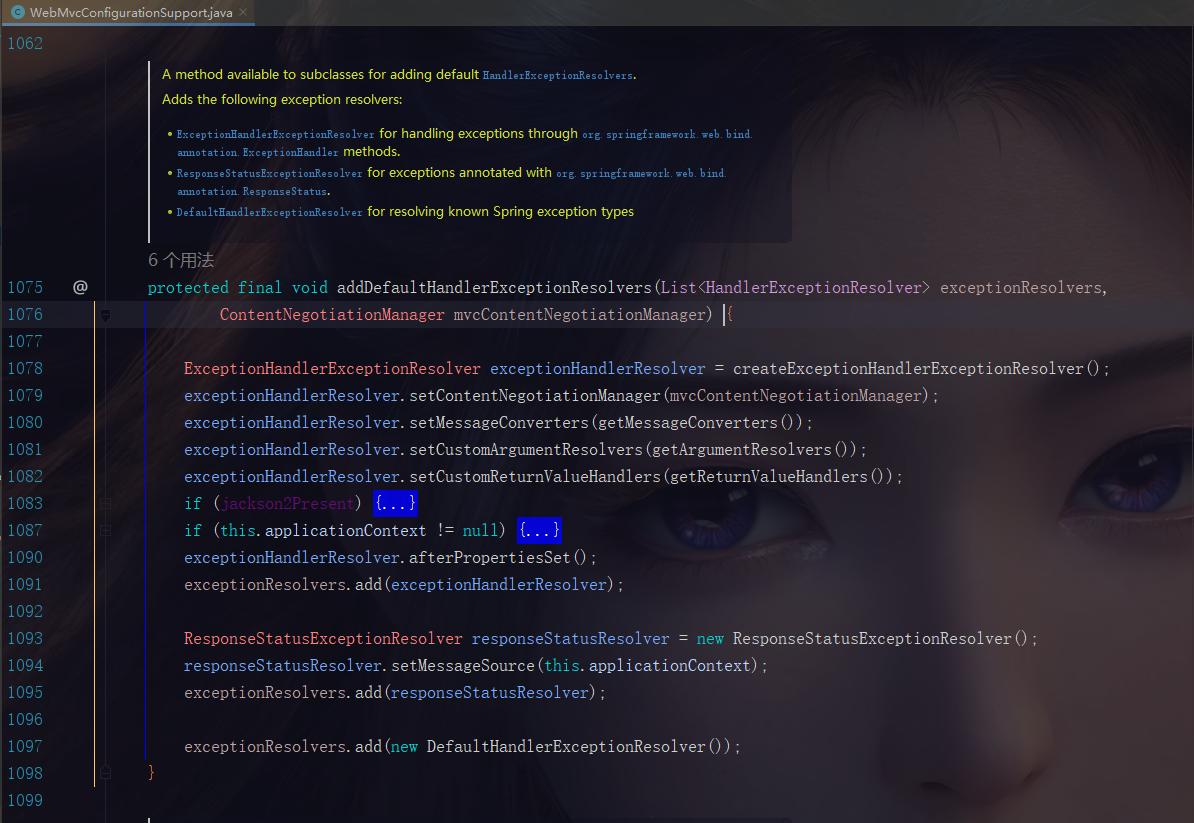 WebMvcConfigurationSupport.java
1062
A method available to subclasses for adding default HandlerExceptionResolvers.
Adds the following exception resolvers:
• ExceptionHandlerExceptionResolver for handling exceptions through org.springframework.web.bind.
annotation.ExceptionHandler methods.
• ResponseStatusExceptionResolver for exceptions annotated with org.springframework.web.bind.
annotation.ResponseStatus.
• DefaultHandlerExceptionResolver for resolving known Spring exception types
6 个用法
1075 @ protected final void addDefaultHandlerExceptionResolvers(List<HandlerExceptionResolver> exceptionResolvers,
1076 ContentNegotiationManager mvcContentNegotiationManager) {
1077
1078 ExceptionHandlerExceptionResolver exceptionHandlerResolver = createExceptionHandlerExceptionResolver();
1079 exceptionHandlerResolver.setContentNegotiationManager(mvcContentNegotiationManager);
1080 exceptionHandlerResolver.setMessageConverters(getMessageConverters());
1081 exceptionHandlerResolver.setCustomArgumentResolvers(getArgumentResolvers());
1082 exceptionHandlerResolver.setCustomReturnValueHandlers(getReturnValueHandlers());
1083 if (jackson2Present) {...}
1087 if (this.applicationContext != null) {...}
1090 exceptionHandlerResolver.afterPropertiesSet();
1091 exceptionResolvers.add(exceptionHandlerResolver);
1092
1093 ResponseStatusExceptionResolver responseStatusResolver = new ResponseStatusExceptionResolver();
1094 responseStatusResolver.setMessageSource(this.applicationContext);
1095 exceptionResolvers.add(responseStatusResolver);
1096
1097 exceptionResolvers.add(new DefaultHandlerExceptionResolver());
1098 }
1099